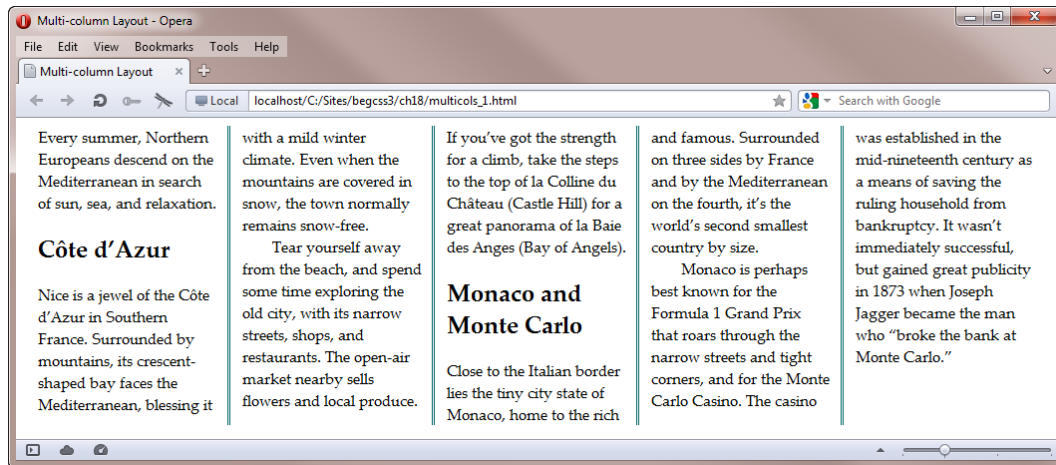 Multi-column Layout - Opera
File Edit View Bookmarks Tools Help
Multi-column Layout
Local localhost/C:/Sites/begcss3/ch18/multicols_1.html Search with Google
Every summer, Northern
Europeans descend on the
Mediterranean in search
of sun, sea, and relaxation.
Côte d’Azur
Nice is a jewel of the Côte
d’Azur in Southern
France. Surrounded by
mountains, its crescent-
shaped bay faces the
Mediterranean, blessing it
with a mild winter
climate. Even when the
mountains are covered in
snow, the town normally
remains snow-free.
Tear yourself away
from the beach, and spend
some time exploring the
old city, with its narrow
streets, shops, and
restaurants. The open-air
market nearby sells
flowers and local produce.
If you’ve got the strength
for a climb, take the steps
to the top of la Colline du
Château (Castle Hill) for a
great panorama of la Baie
des Anges (Bay of Angels).
Monaco and
Monte Carlo
Close to the Italian border
lies the tiny city state of
Monaco, home to the rich
and famous. Surrounded
on three sides by France
and by the Mediterranean
on the fourth, it’s the
world’s second smallest
country by size.
Monaco is perhaps
best known for the
Formula 1 Grand Prix
that roars through the
narrow streets and tight
corners, and for the Monte
Carlo Casino. The casino
was established in the
mid-nineteenth century as
a means of saving the
ruling household from
bankruptcy. It wasn’t
immediately successful,
but gained great publicity
in 1873 when Joseph
Jagger became the man
who “broke the bank at
Monte Carlo.”